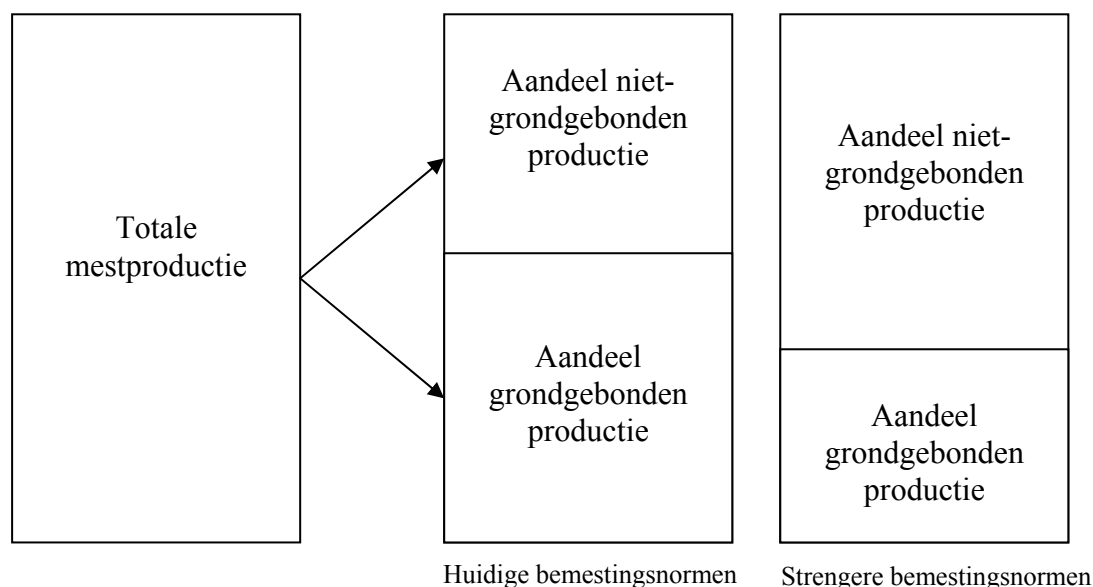 Totale
mestproductie
Aandeel niet-
grondgebonden
productie
Aandeel
grondgebonden
productie
Huidige bemestingsnormen
Aandeel niet-
grondgebonden
productie
Aandeel
grondgebonden
productie
Strengere bemestingsnormen